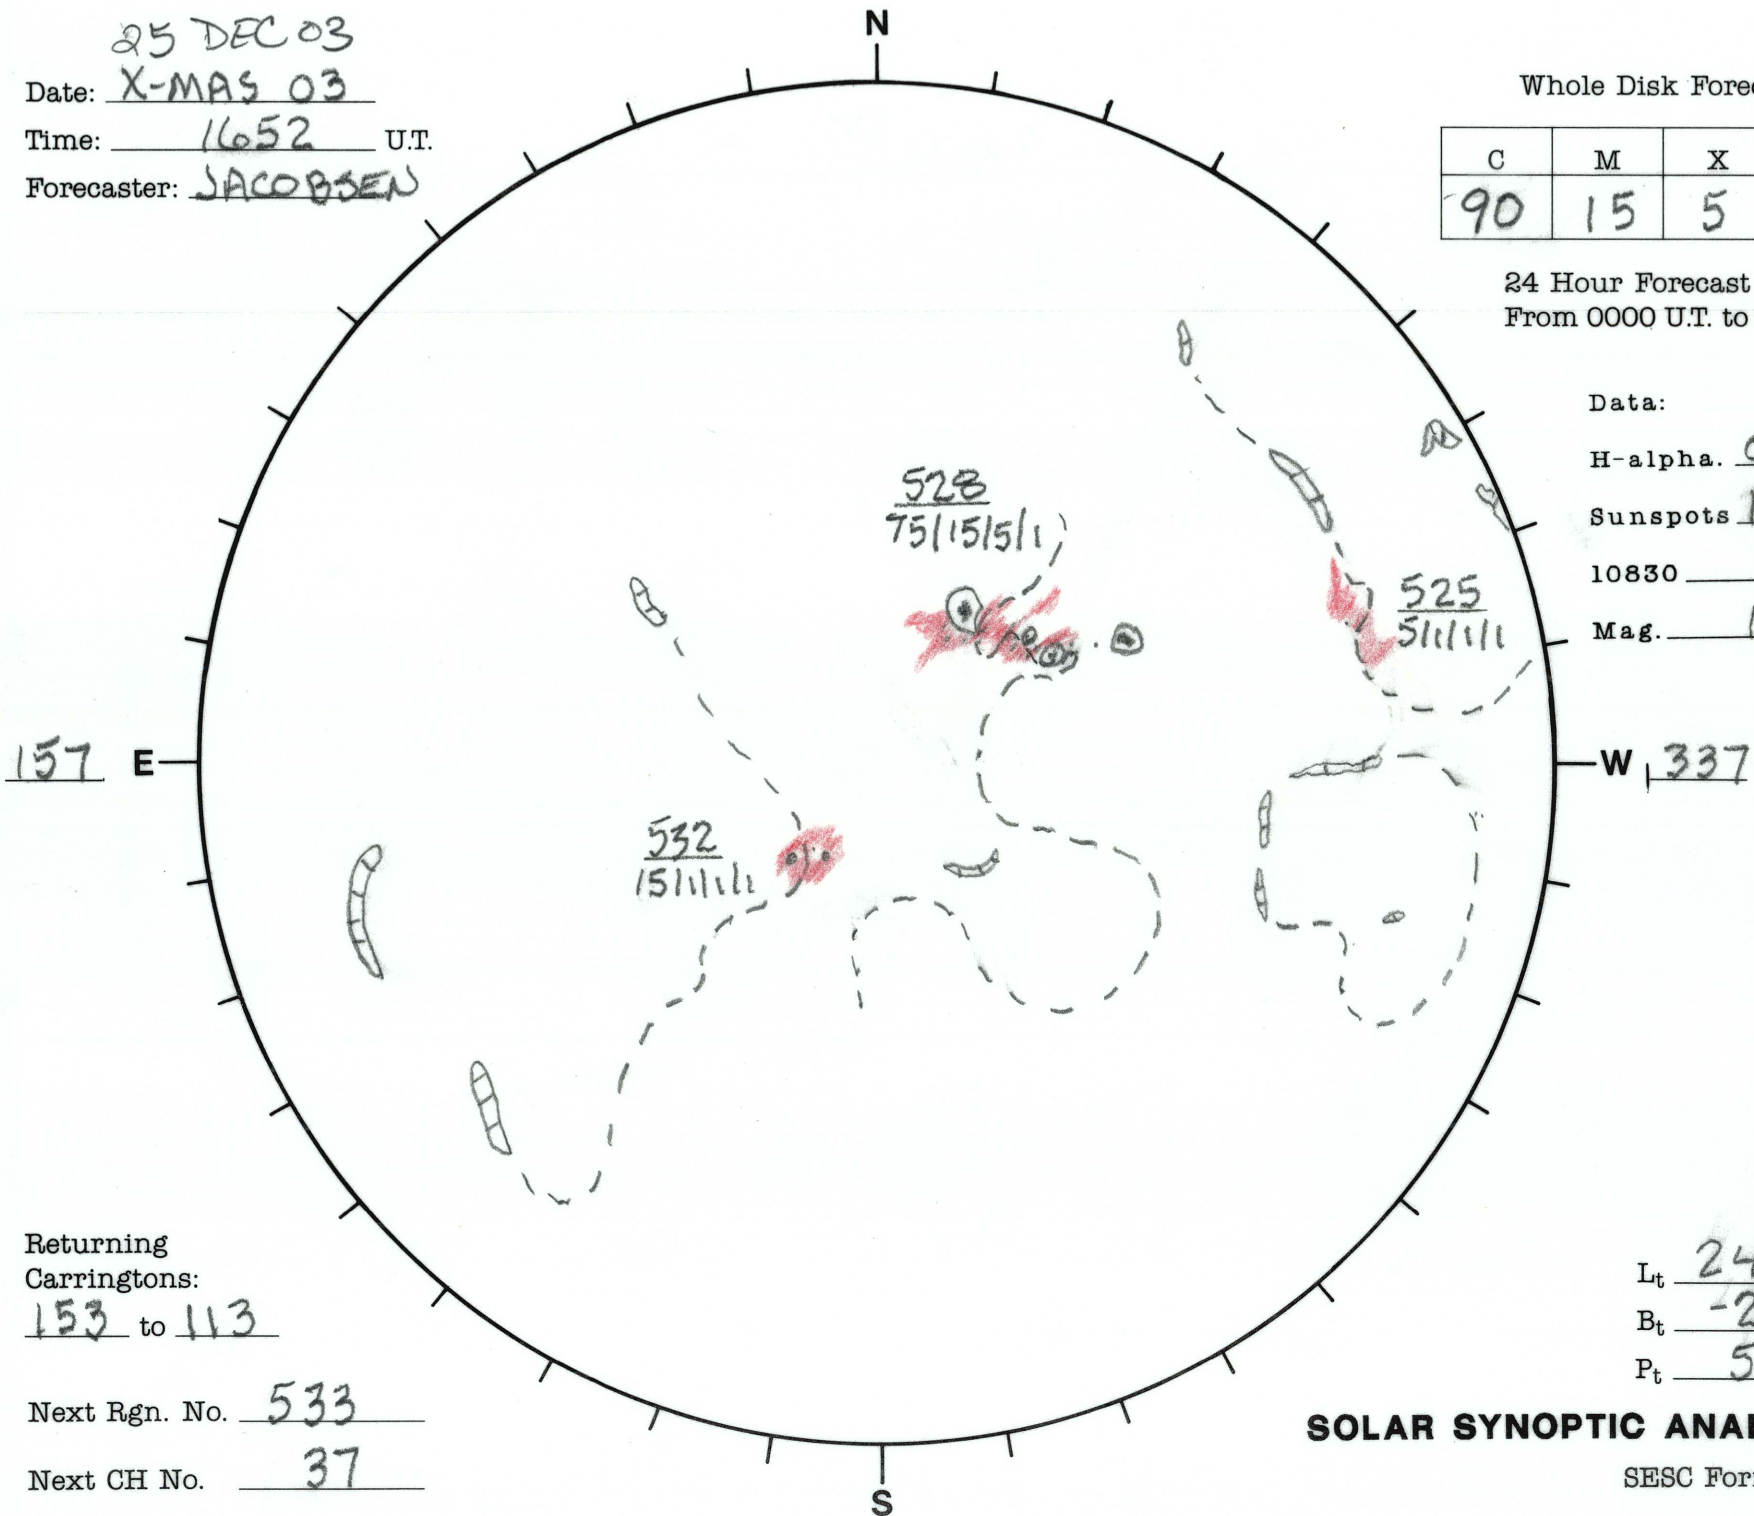 25 DEC 03
Date: X-MAS 03
Time: 1652 U.T.
Forecaster: JACOBSEN
N
Whole Disk
C M X
90 15 5
24 Hour Forecast
From 0000 U.T. to
Data:
H-alpha.
Sunspots
10830
Mag.
528
75/15/5/1
525
5/1/1/1
157 E
W 337
532
15/1/1/1
Returning
Carringtons:
153 to 113
Next Rgn. No. 533
Next CH No. 37
Lt 24
Bt -2
Pt 5
SOLAR SYNOPTIC
SESC
S